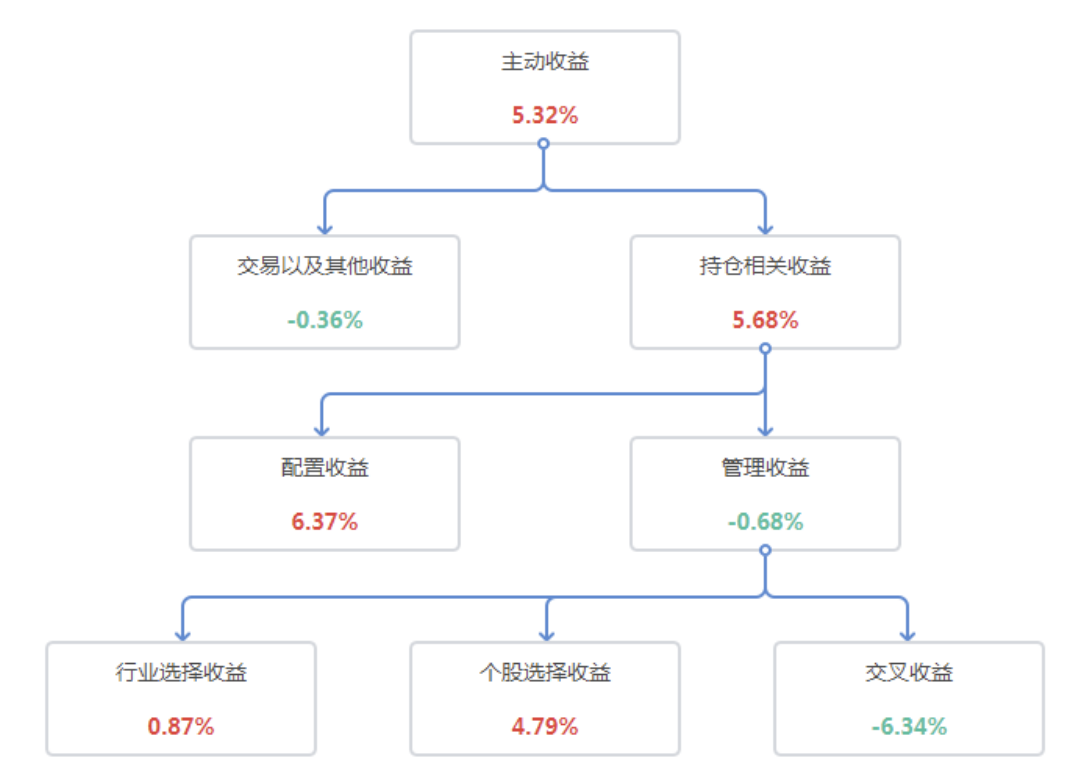 主动收益
5.32%
交易以及其他收益
-0.36%
持仓相关收益
5.68%
配置收益
6.37%
管理收益
-0.68%
行业选择收益
0.87%
个股选择收益
4.79%
交叉收益
-6.34%